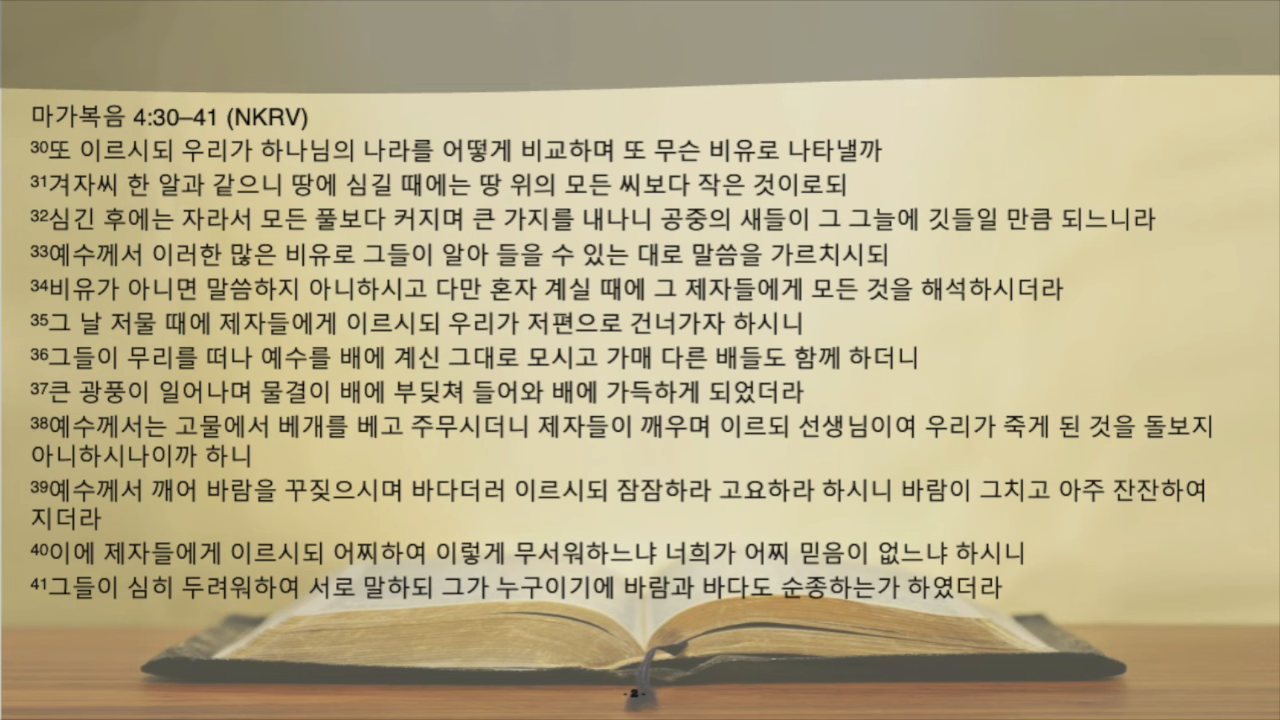 마가복음 4:30–41 (NKRV)
30또 이르시되 우리가 하나님의 나라를 어떻게 비교하며 또 무슨 비유로 나타낼까
31겨자씨 한 알과 같으니 땅에 심길 때에는 땅 위의 모든 씨보다 작은 것이로되
32심긴 후에는 자라서 모든 풀보다 커지며 큰 가지를 내나니 공중의 새들이 그 그늘에 깃들일 만큼 되느니라
33예수께서 이러한 많은 비유로 그들이 알아 들을 수 있는 대로 말씀을 가르치시되
34비유가 아니면 말씀하지 아니하시고 다만 혼자 계실 때에 그 제자들에게 모든 것을 해석하시더라
35그 날 저물 때에 제자들에게 이르시되 우리가 저편으로 건너가자 하시니
36그들이 무리를 떠나 예수를 배에 계신 그대로 모시고 가매 다른 배들도 함께 하더니
37큰 광풍이 일어나며 물결이 배에 부딪쳐 들어와 배에 가득하게 되었더라
38예수께서는 고물에서 베개를 베고 주무시더니 제자들이 깨우며 이르되 선생님이여 우리가 죽게 된 것을 돌보지
아니하시나이까 하니
39예수께서 깨어 바람을 꾸짖으시며 바다더러 이르시되 잠잠하라 고요하라 하시니 바람이 그치고 아주 잔잔하여
지더라
40이에 제자들에게 이르시되 어찌하여 이렇게 무서워하느냐 너희가 어찌 믿음이 없느냐 하시니
41그들이 심히 두려워하여 서로 말하되 그가 누구이기에 바람과 바다도 순종하는가 하였더라
- 2 -